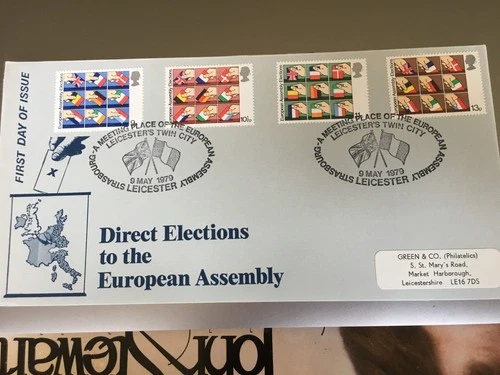 FIRST DAY OF ISSUE
9p
10½p
11p
13p
STRASBOURG - A MEETING PLACE OF THE EUROPEAN ASSEMBLY
LEICESTER'S TWIN CITY
9 MAY 1979
LEICESTER
STRASBOURG - A MEETING PLACE OF THE EUROPEAN ASSEMBLY
LEICESTER'S TWIN CITY
9 MAY 1979
LEICESTER
X
Direct Elections
to the
European Assembly
GREEN & CO. (Philatelics)
5, St. Mary's Road,
Market Harborough,
Leicestershire LE16 7DS
John Stewart